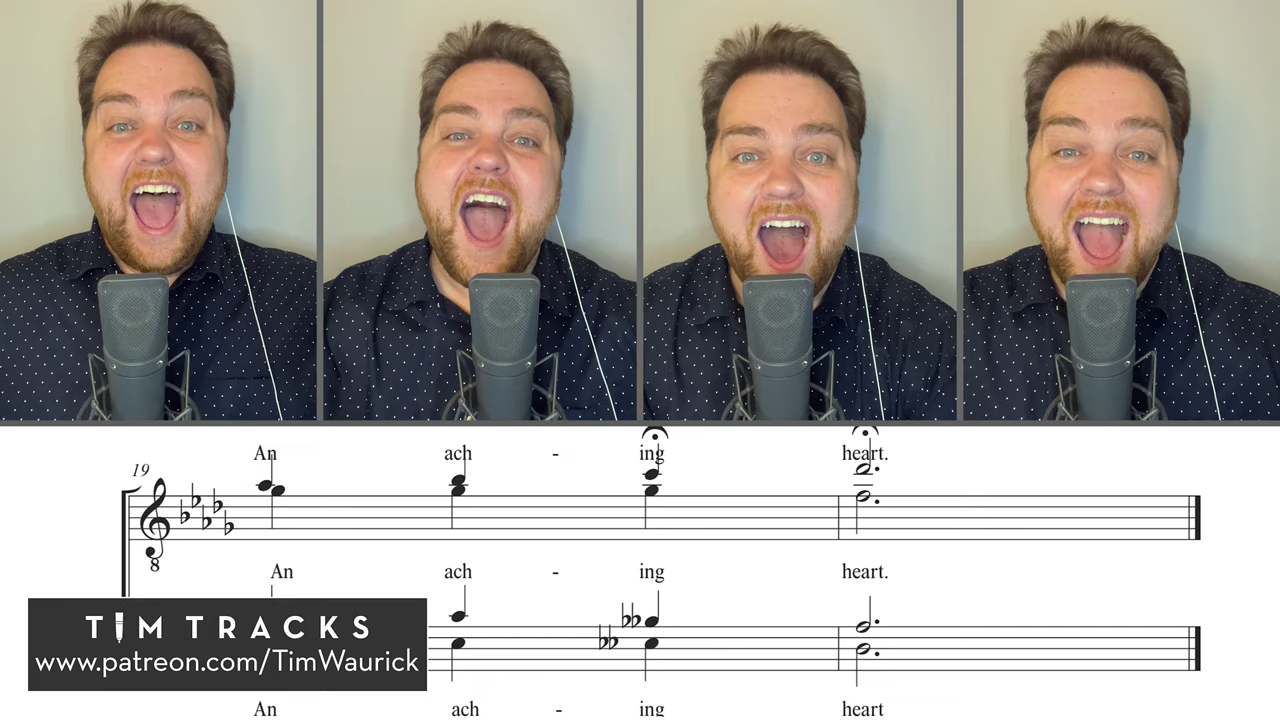 An ach - ing heart.
19
8
An ach - ing heart.
TIM TRACKS
www.patreon.com/TimWaurick
An ach - ing heart